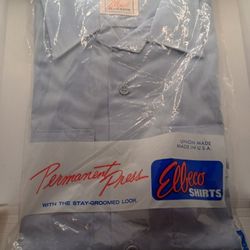 UNION MADE
MADE IN U.S.A.
Permanent Press
WITH THE STAY-GROOMED LOOK.
Elbeco
SHIRTS